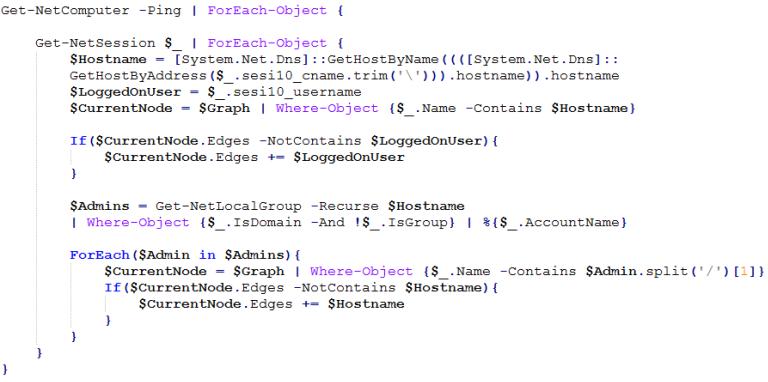 Get-NetComputer -Ping | ForEach-Object {
Get-NetSession $_ | ForEach-Object {
$Hostname = [System.Net.Dns]::GetHostByName(((([System.Net.Dns]::
GetHostByAddress($_.sesi10_cname.trim('\'))).hostname)).hostname
$LoggedOnUser = $_.sesi10_username
$CurrentNode = $Graph | Where-Object {$_.Name -Contains $Hostname}
If($CurrentNode.Edges -NotContains $LoggedOnUser){
$CurrentNode.Edges += $LoggedOnUser
}
$Admins = Get-NetLocalGroup -Recurse $Hostname
| Where-Object {$_.IsDomain -And !$_.IsGroup} | %{$_.AccountName}
ForEach($Admin in $Admins){
$CurrentNode = $Graph | Where-Object {$_.Name -Contains $Admin.split('/')[1]}
If($CurrentNode.Edges -NotContains $Hostname){
$CurrentNode.Edges += $Hostname
}
}
}
}